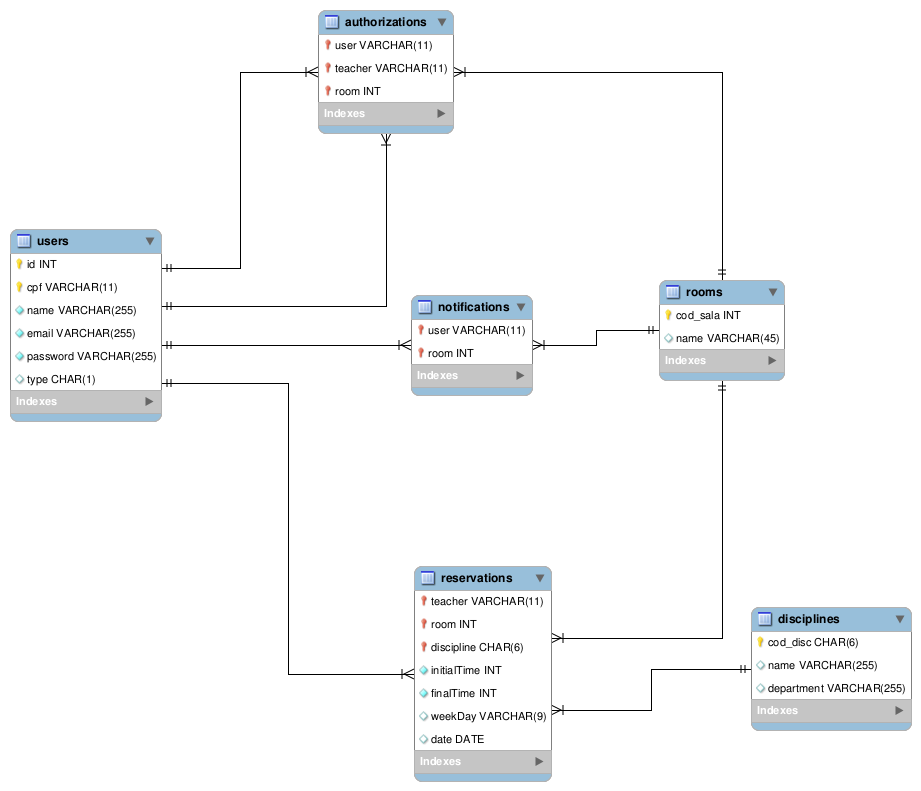 authorizations
user VARCHAR(11)
teacher VARCHAR(11)
room INT
Indexes
users
id INT
cpf VARCHAR(11)
name VARCHAR(255)
email VARCHAR(255)
password VARCHAR(255)
type CHAR(1)
Indexes
notifications
user VARCHAR(11)
room INT
Indexes
rooms
cod_sala INT
name VARCHAR(45)
Indexes
reservations
teacher VARCHAR(11)
room INT
discipline CHAR(6)
initialTime INT
finalTime INT
weekDay VARCHAR(9)
date DATE
Indexes
disciplines
cod_disc CHAR(6)
name VARCHAR(255)
department VARCHAR(255)
Indexes